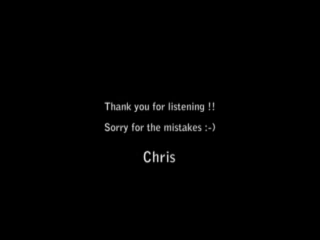 Thank you for listening !!
Sorry for the mistakes :-)
Chris